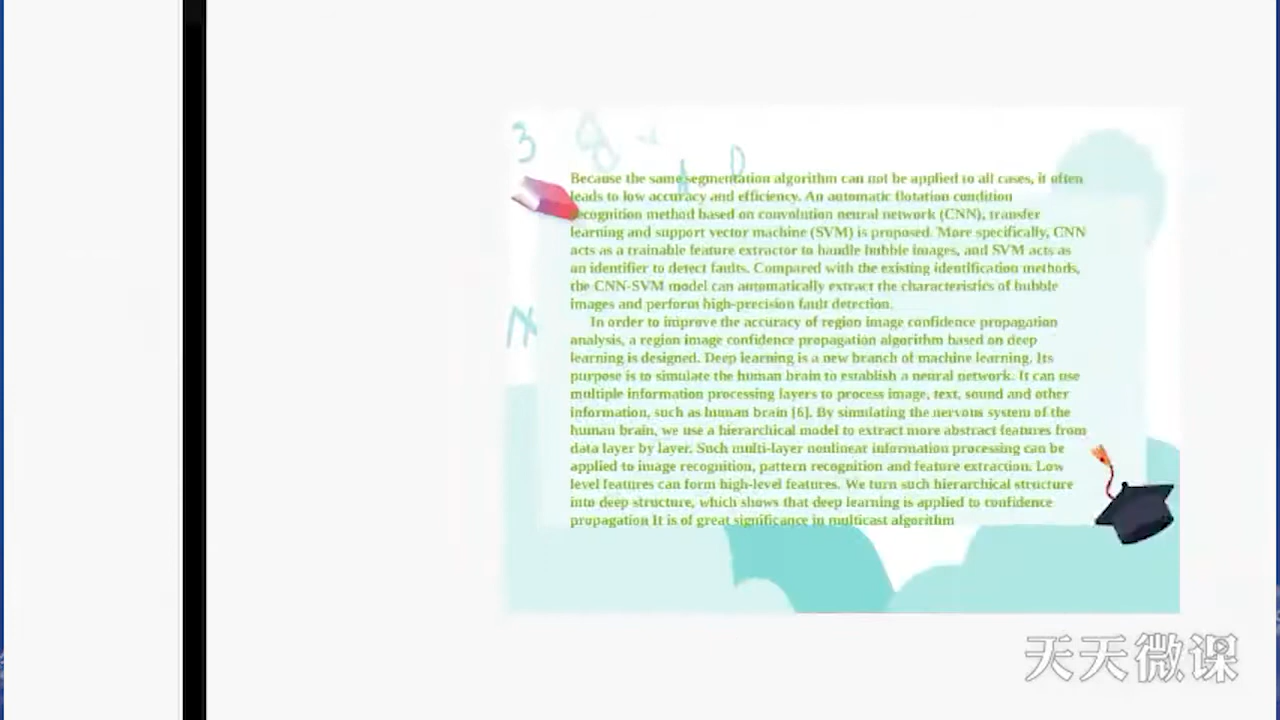 3
D
A
Because the same segmentation algorithm can not be applied to all cases, it often
leads to low accuracy and efficiency. An automatic flotation condition
recognition method based on convolution neural network (CNN), transfer
learning and support vector machine (SVM) is proposed. More specifically, CNN
acts as a trainable feature extractor to handle bubble images, and SVM acts as
an identifier to detect faults. Compared with the existing identification methods,
the CNN-SVM model can automatically extract the characteristics of bubble
images and perform high-precision fault detection.
In order to improve the accuracy of region image confidence propagation
analysis, a region image confidence propagation algorithm based on deep
learning is designed. Deep learning is a new branch of machine learning. Its
purpose is to simulate the human brain to establish a neural network. It can use
multiple information processing layers to process image, text, sound and other
information, such as human brain [6]. By simulating the nervous system of the
human brain, we use a hierarchical model to extract more abstract features from
data layer by layer. Such multi-layer nonlinear information processing can be
applied to image recognition, pattern recognition and feature extraction. Low
level features can form high-level features. We turn such hierarchical structure
into deep structure, which shows that deep learning is applied to confidence
propagation It is of great significance in multicast algorithm
天天微课